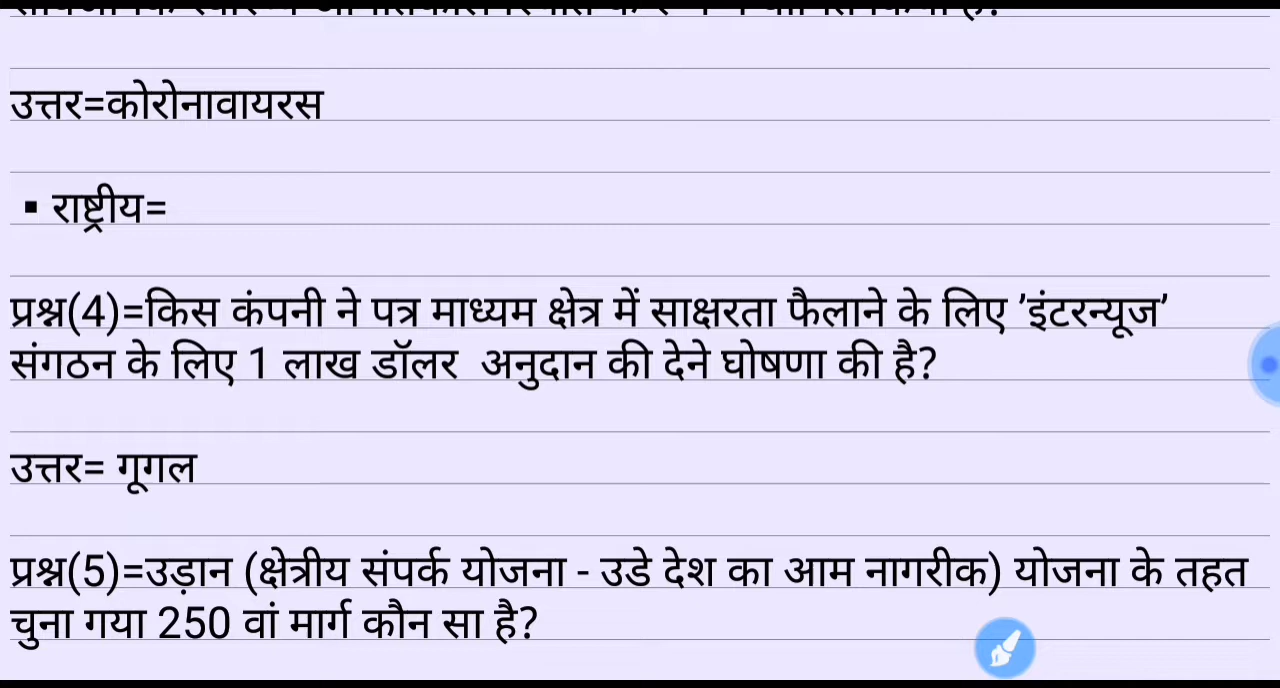 उत्तर=कोरोनावायरस
▪ राष्ट्रीय=
प्रश्न(4)=किस कंपनी ने पत्र माध्यम क्षेत्र में साक्षरता फैलाने के लिए ’इंटरन्यूज’
संगठन के लिए 1 लाख डॉलर अनुदान की देने घोषणा की है?
उत्तर= गूगल
प्रश्न(5)=उड़ान (क्षेत्रीय संपर्क योजना - उडे देश का आम नागरीक) योजना के तहत
चुना गया 250 वां मार्ग कौन सा है?